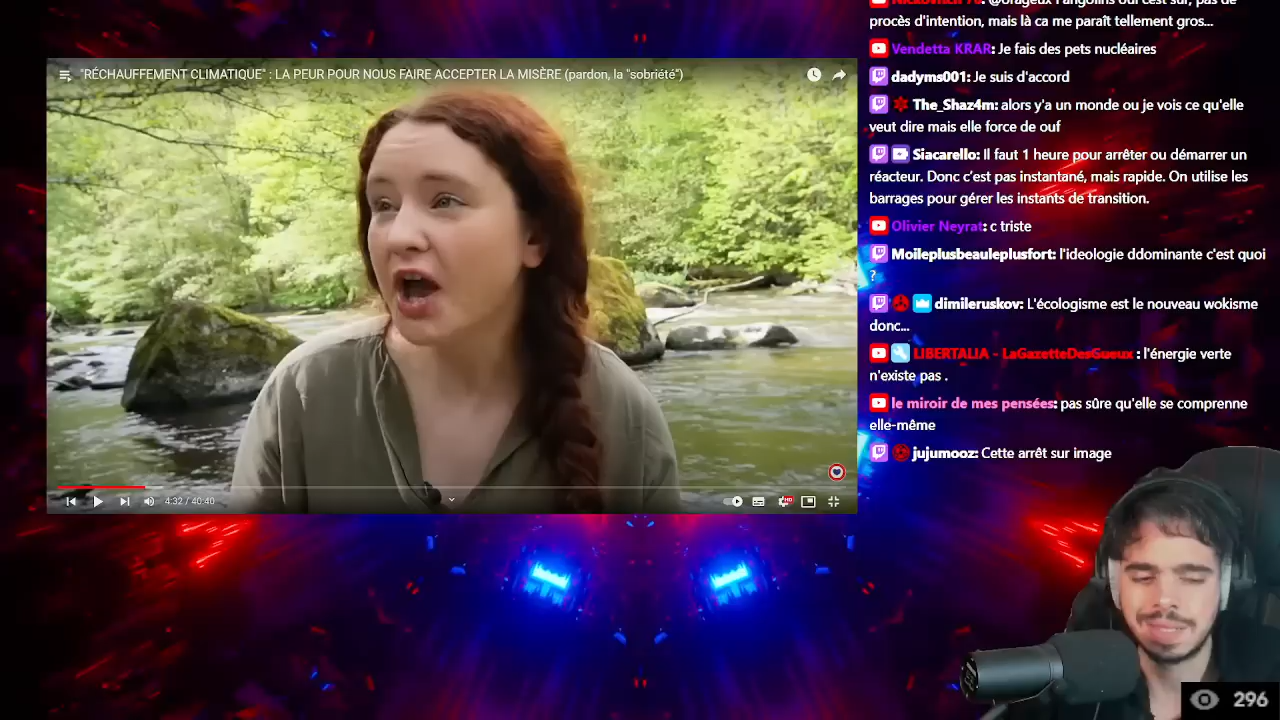 "RÉCHAUFFEMENT CLIMATIQUE" : LA PEUR POUR NOUS FAIRE ACCEPTER LA MISÈRE (pardon, la "sobriété")
4:32 / 40:40
procès d'intention, mais là ca me paraît tellement gros...
Vendetta KRAR: Je fais des pets nucléaires
dadyms001: Je suis d'accord
The_Shaz4m: alors y'a un monde ou je vois ce qu'elle
veut dire mais elle force de ouf
Siacarello: Il faut 1 heure pour arrêter ou démarrer un
réacteur. Donc c'est pas instantané, mais rapide. On utilise les
barrages pour gérer les instants de transition.
Olivier Neyrat: c triste
Moileplusbeauleplusfort: l'ideologie ddominante c'est quoi
?
dimileruskov: L'écologisme est le nouveau wokisme
donc...
LIBERTALIA - LaGazetteDesGueux : l'énergie verte
n'existe pas .
le miroir de mes pensées: pas sûre qu'elle se comprenne
elle-même
jujumooz: Cette arrêt sur image
296